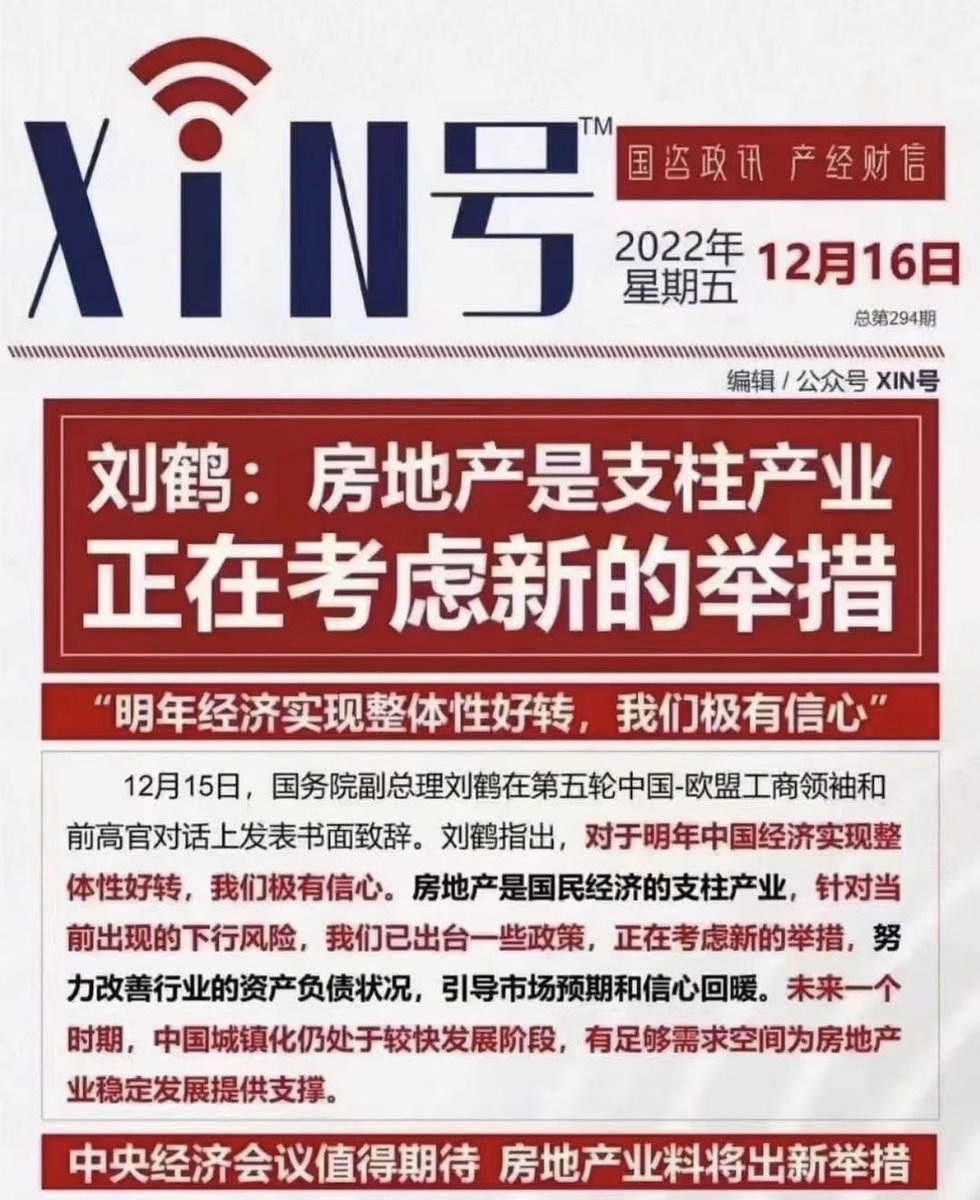 XiN号™
国咨政讯 产经财信
2022年
星期五
12月16日
总第294期
编辑 / 公众号 XIN号
刘鹤：房地产是支柱产业
正在考虑新的举措
“明年经济实现整体性好转，我们极有信心”
12月15日，国务院副总理刘鹤在第五轮中国-欧盟工商领袖和
前高官对话上发表书面致辞。刘鹤指出，对于明年中国经济实现整
体性好转，我们极有信心。房地产是国民经济的支柱产业，针对当
前出现的下行风险，我们已出台一些政策，正在考虑新的举措，努
力改善行业的资产负债状况，引导市场预期和信心回暖。未来一个
时期，中国城镇化仍处于较快发展阶段，有足够需求空间为房地产
业稳定发展提供支撑。
中央经济会议值得期待 房地产业料将出新举措